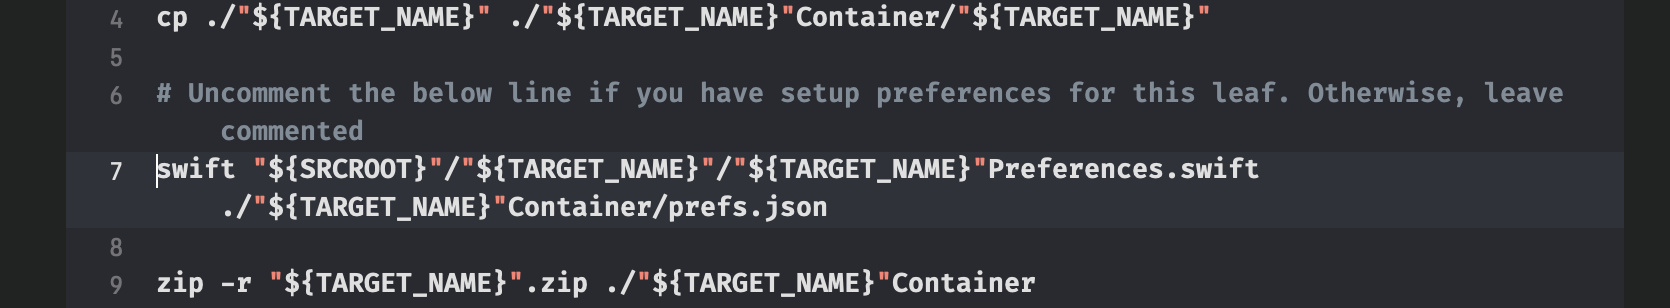 4 cp ./"${TARGET_NAME}" ./"${TARGET_NAME}"Container/"${TARGET_NAME}"
5
6 # Uncomment the below line if you have setup preferences for this leaf. Otherwise, leave
commented
7 swift "${SRCROOT}"/"${TARGET_NAME}"/"${TARGET_NAME}"Preferences.swift
./"${TARGET_NAME}"Container/prefs.json
8
9 zip -r "${TARGET_NAME}".zip ./"${TARGET_NAME}"Container